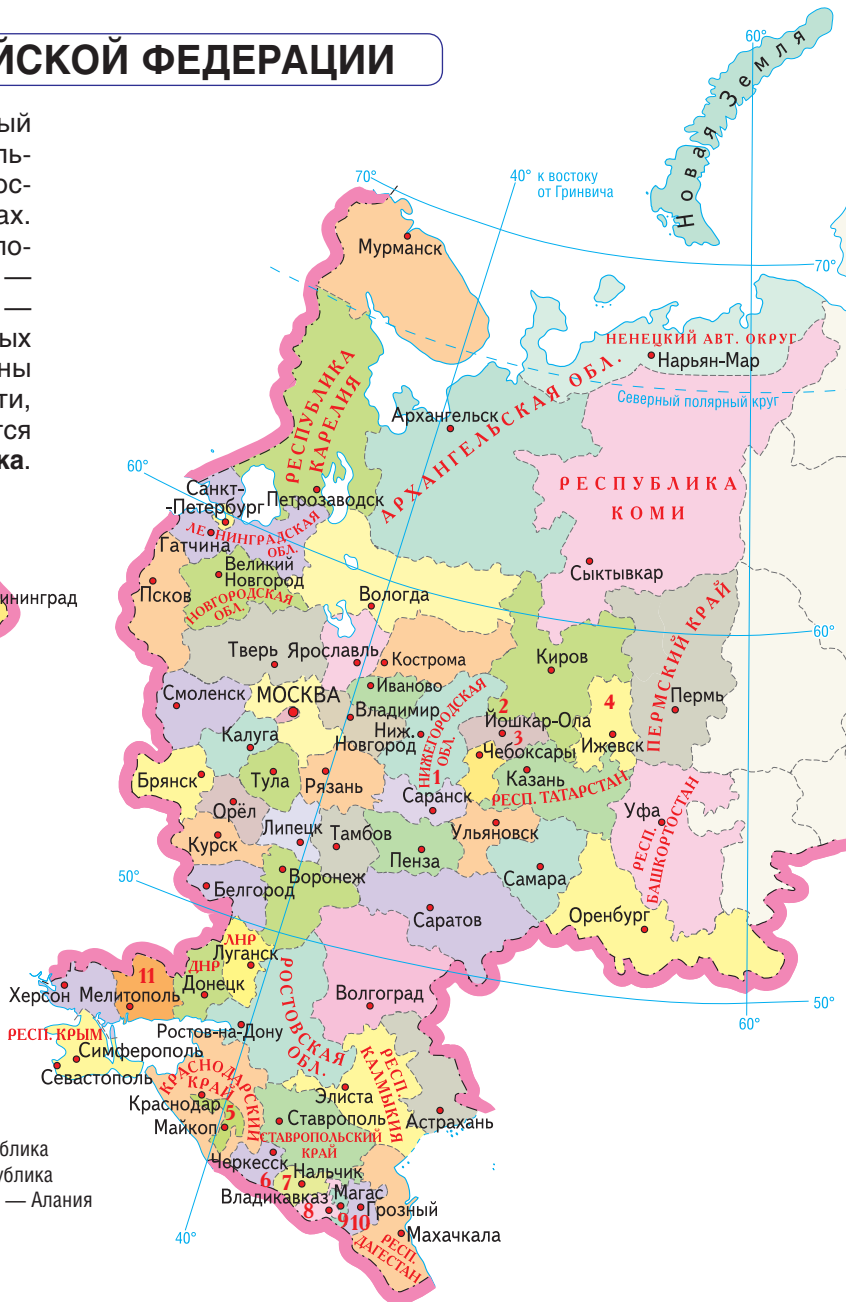 ЙСКОЙ ФЕДЕРАЦИИ
ый
ль-
ос-
ах.
по-
—
—
ых
ны
ти,
тся
ка.
60°
Новая Земля
70°
40° к востоку
от Гринвича
Мурманск
70°
НЕНЕЦКИЙ АВТ. ОКРУГ
Нарьян-Мар
Северный полярный круг
РЕСПУБЛИКА
КАРЕЛИЯ
Архангельск
АРХАНГЕЛЬСКАЯ ОБЛ.
60°
РЕСПУБЛИКА
КОМИ
Санкт-
-Петербург
Петрозаводск
ЛЕНИНГРАДСКАЯ
ОБЛ.
Гатчина
Великий
Новгород
НОВГОРОДСКАЯ
ОБЛ.
Псков
ининград
Вологда
Сыктывкар
60°
ПЕРМСКИЙ КРАЙ
Пермь
Тверь
Ярославль
Кострома
Киров
Иваново
Смоленск
МОСКВА
Владимир
Ниж.
Новгород
НИЖЕГОРОДСКАЯ
ОБЛ.
1
2
Йошкар-Ола
3
Чебоксары
4
Ижевск
Калуга
Казань
РЕСП. ТАТАРСТАН
Брянск
Тула
Рязань
Саранск
Орёл
Уфа
РЕСП.
БАШКОРТОСТАН
Липецк
Тамбов
Ульяновск
Курск
Пенза
Самара
50°
Белгород
Воронеж
Саратов
Оренбург
ЛНР
Луганск
ДНР
Донецк
11
Херсон
Мелитополь
РОСТОВСКАЯ
ОБЛ.
Волгоград
50°
60°
РЕСП. КРЫМ
Симферополь
Севастополь
Ростов-на-Дону
КРАСНОДАРСКИЙ
КРАЙ
РЕСП.
КАЛМЫКИЯ
Элиста
Краснодар
5
Майкоп
Ставрополь
СТАВРОПОЛЬСКИЙ
КРАЙ
Астрахань
Черкесск
6
7
Нальчик
Владикавказ
8
Магас
9
10
Грозный
Махачкала
РЕСП.
ДАГЕСТАН
40°
блика
ублика
— Алания